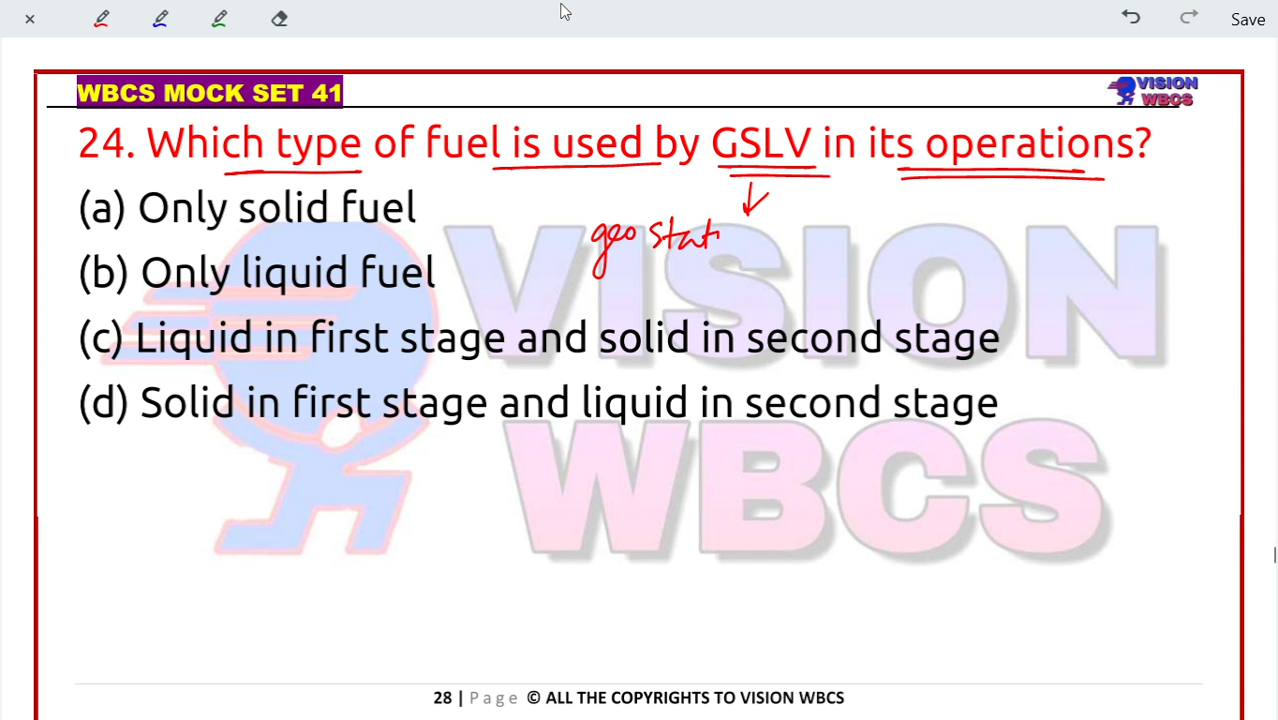 Save
WBCS MOCK SET 41
VISION
WBCS
24. Which type of fuel is used by GSLV in its operations?
(a) Only solid fuel
geo stati
(b) Only liquid fuel
(c) Liquid in first stage and solid in second stage
(d) Solid in first stage and liquid in second stage
VISION
WBCS
28 | Page © ALL THE COPYRIGHTS TO VISION WBCS